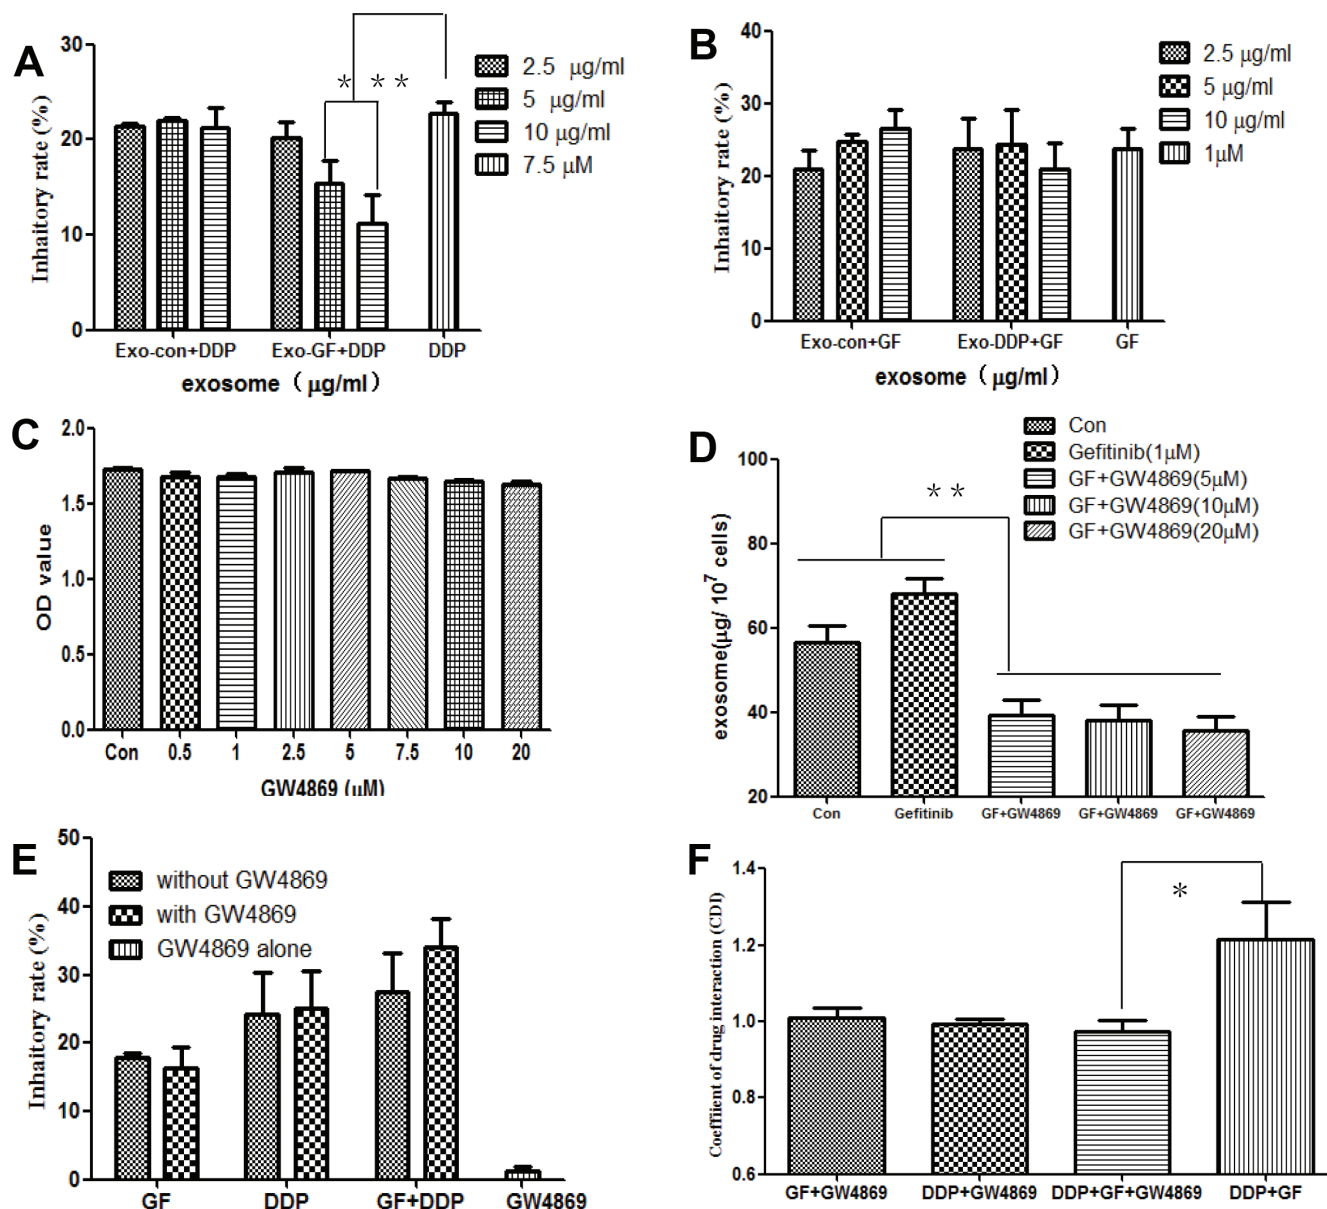 A
30
20
10
0
Inhaitory rate (%)
* **
2.5 μg/ml
5 μg/ml
10 μg/ml
7.5 μM
Exo-con+DDP Exo-GF+DDP DDP
exosome ( μg/ml)
B
40
30
20
10
0
Inhaitory rate (%)
2.5 μg/ml
5 μg/ml
10 μg/ml
1μM
Exo-con+GF Exo-DDP+GF GF
exosome ( μg/ml)
C
2.0
1.5
1.0
0.5
0.0
OD value
Con 0.5 1 2.5 5 7.5 10 20
GW4869 (μM)
D
100
80
60
40
20
exosome(μg/ 10⁷ cells)
**
Con
Gefitinib(1μM)
GF+GW4869(5μM)
GF+GW4869(10μM)
GF+GW4869(20μM)
Con Gefitinib GF+GW4869 GF+GW4869 GF+GW4869
E
50
40
30
20
10
0
Inhaitory rate (%)
without GW4869
with GW4869
GW4869 alone
GF DDP GF+DDP GW4869
F
1.4
1.2
1.0
0.8
0.6
Coeffiient of drug interaction (CDI)
*
GF+GW4869 DDP+GW4869 DDP+GF+GW4869 DDP+GF